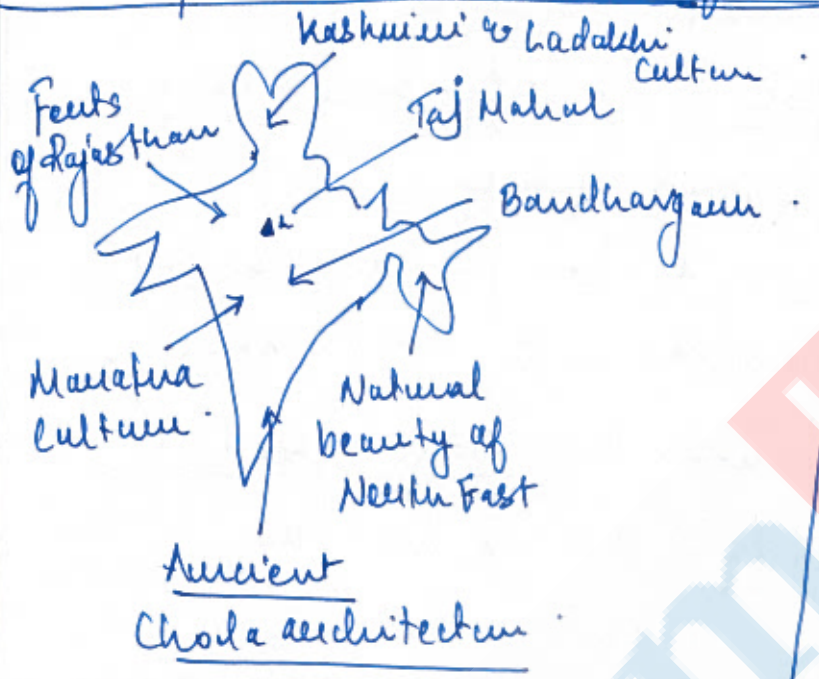 Kashmiri & Ladakhi
Culture
Forts
of Rajasthan
Taj Mahal
Bandhavgarh.
Maratha
Culture.
Natural
beauty of
North East
Ancient
Chola architecture.